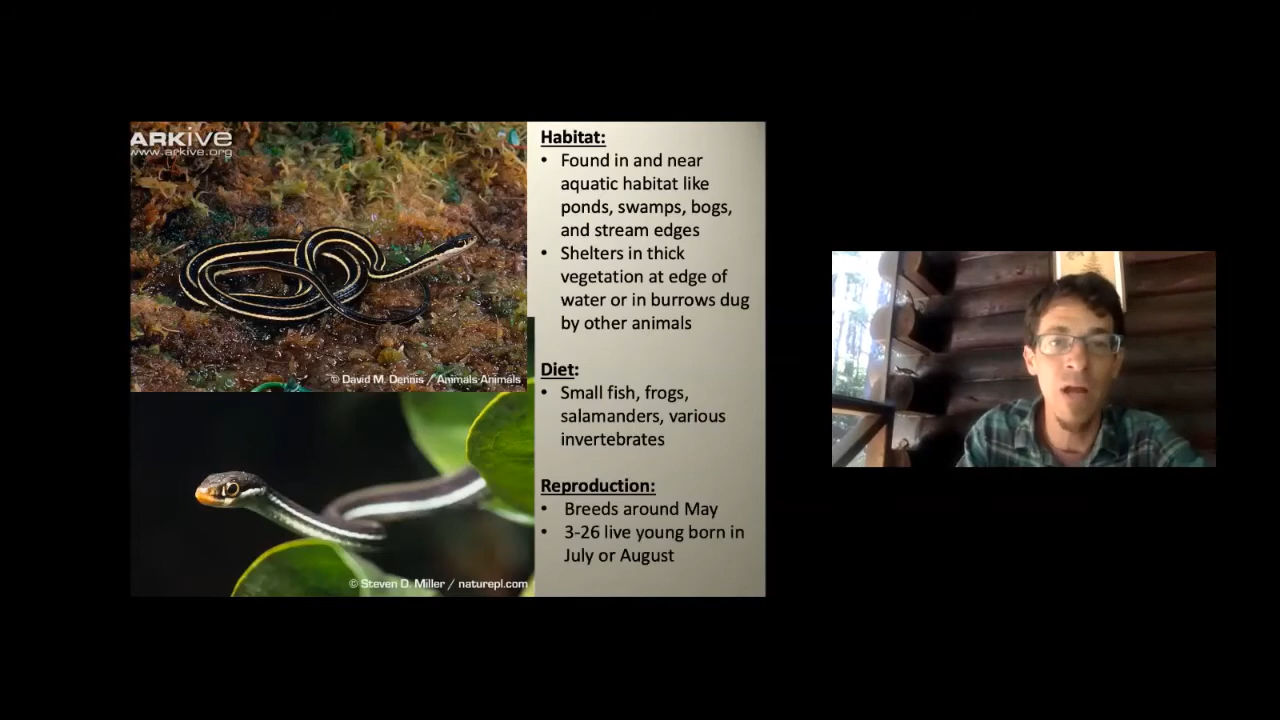 ARKive
www.arkive.org
© David M. Dennis / Animals-Animals
© Steven D. Miller / naturepl.com
Habitat:
• Found in and near
aquatic habitat like
ponds, swamps, bogs,
and stream edges
• Shelters in thick
vegetation at edge of
water or in burrows dug
by other animals
Diet:
• Small fish, frogs,
salamanders, various
invertebrates
Reproduction:
• Breeds around May
• 3-26 live young born in
July or August